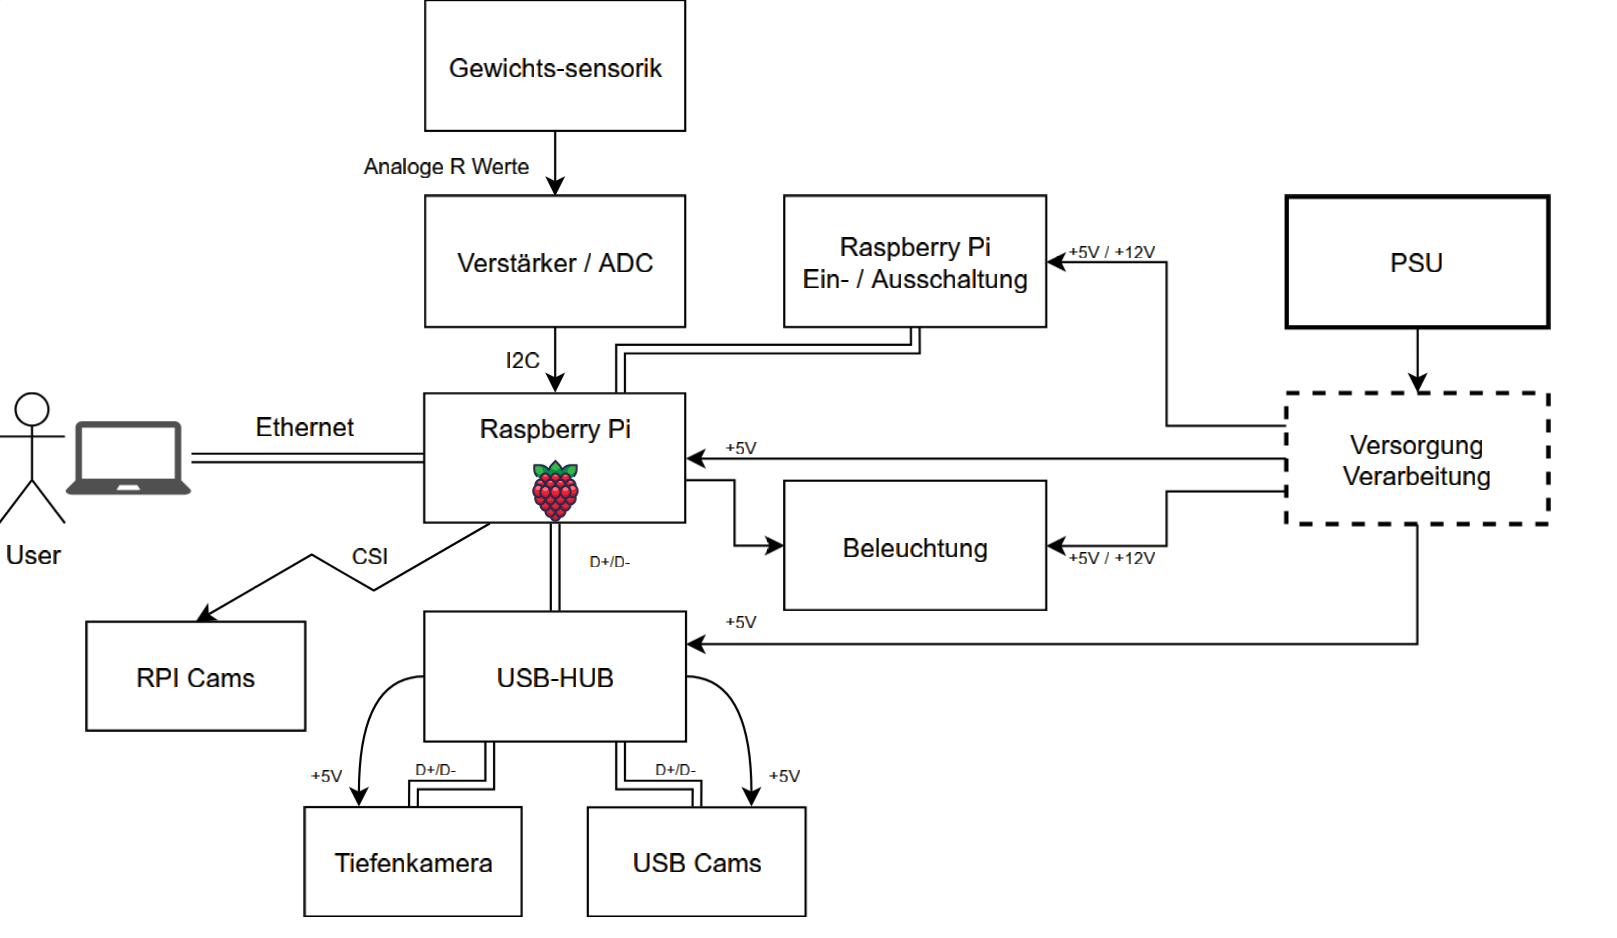 Gewichts-sensorik
Analoge R Werte
Verstärker / ADC
Raspberry Pi
Ein- / Ausschaltung
+5V / +12V
PSU
I2C
Ethernet
Raspberry Pi
+5V
Versorgung
Verarbeitung
User
CSI
D+/D-
Beleuchtung
+5V / +12V
+5V
RPI Cams
USB-HUB
+5V
D+/D-
D+/D-
+5V
Tiefenkamera
USB Cams